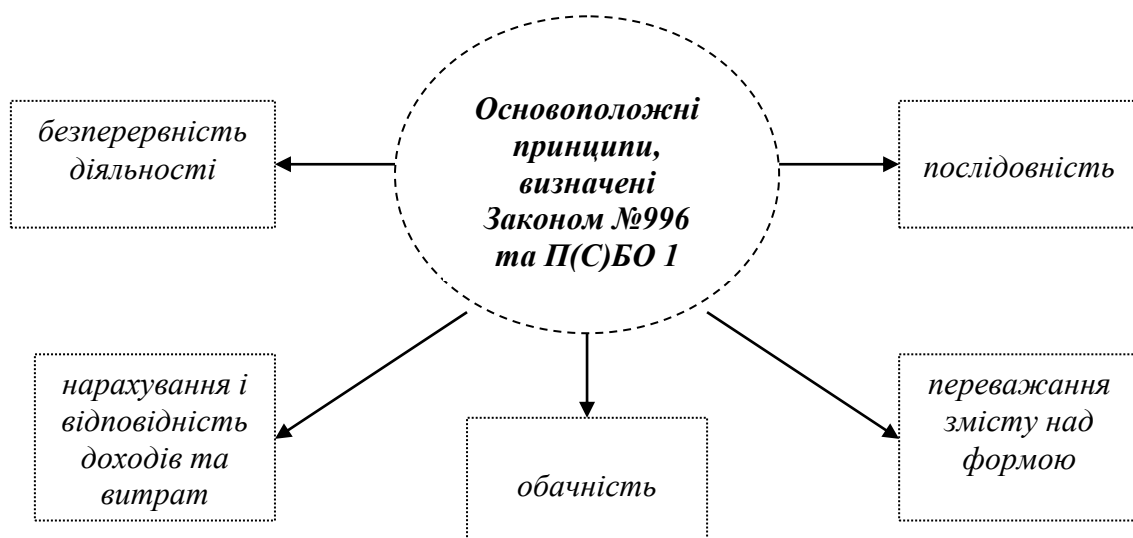 Основоположні
принципи,
визначені
Законом №996
та П(С)БО 1
безперервність
діяльності
послідовність
нарахування і
відповідність
доходів та
витрат
обачність
переважання
змісту над
формою